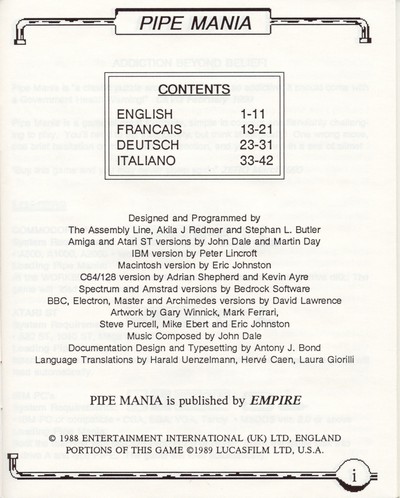 PIPE MANIA
CONTENTS
ENGLISH 1-11
FRANCAIS 13-21
DEUTSCH 23-31
ITALIANO 33-42
Designed and Programmed by
The Assembly Line, Akila J Redmer and Stephan L. Butler
Amiga and Atari ST versions by John Dale and Martin Day
IBM version by Peter Lincroft
Macintosh version by Eric Johnston
C64/128 version by Adrian Shepherd and Kevin Ayre
Spectrum and Amstrad versions by Bedrock Software
BBC, Electron, Master and Archimedes versions by David Lawrence
Artwork by Gary Winnick, Mark Ferrari,
Steve Purcell, Mike Ebert and Eric Johnston
Music Composed by John Dale
Documentation Design and Typesetting by Antony J. Bond
Language Translations by Harald Uenzelmann, Hervé Caen, Laura Giorilli
PIPE MANIA is published by EMPIRE
© 1988 ENTERTAINMENT INTERNATIONAL (UK) LTD, ENGLAND
PORTIONS OF THIS GAME ©1989 LUCASFILM LTD, U.S.A.
i